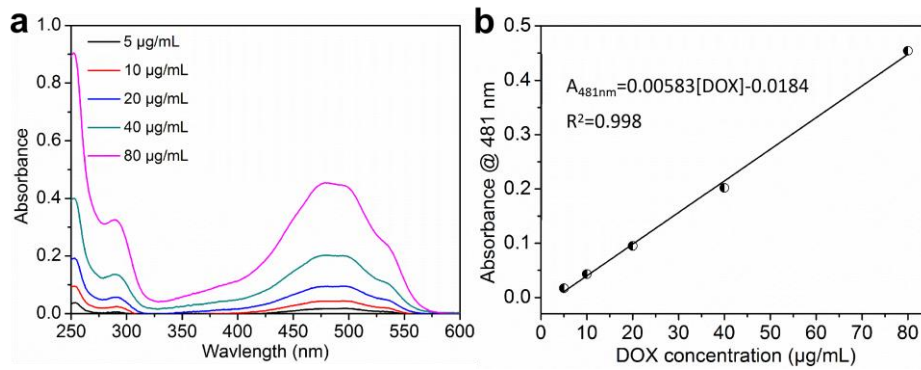 a
1.0
0.8
0.6
0.4
0.2
0.0
Absorbance
5 µg/mL
10 µg/mL
20 µg/mL
40 µg/mL
80 µg/mL
250 300 350 400 450 500 550 600
Wavlength (nm)
b
0.5
0.4
0.3
0.2
0.1
0.0
Absorbance @ 481 nm
A481nm=0.00583[DOX]-0.0184
R²=0.998
0 10 20 30 40 50 60 70 80
DOX concentration (µg/mL)